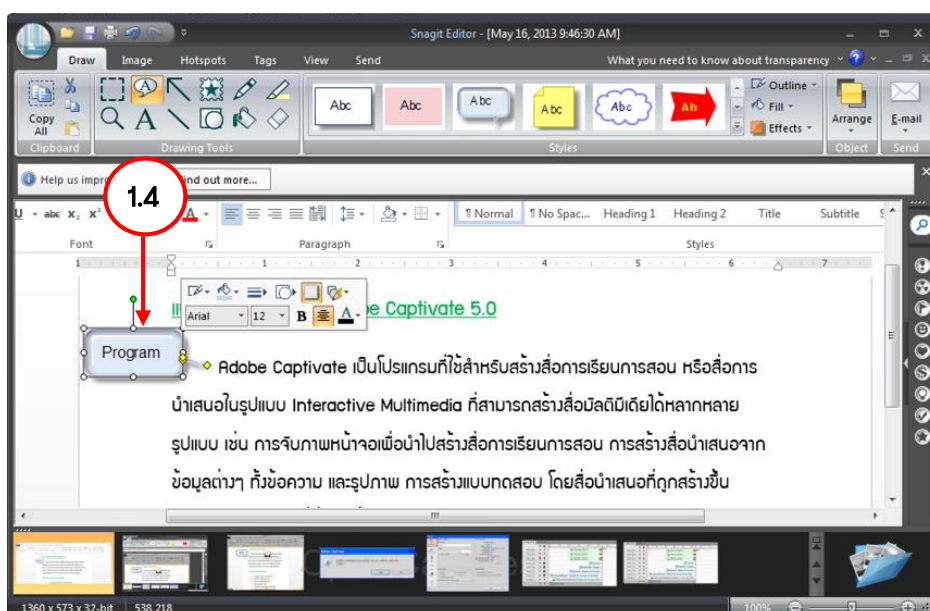 Snagit Editor - [May 16, 2013 9:46:30 AM]
Draw Image Hotspots Tags View Send What you need to know about transparency
Copy All
Abc Abc Abc Abc Abc Ab
Outline
Fill
Effects
Arrange
E-mail
Clipboard Drawing Tools Styles Object Send
Help us impr ind out more...
1.4
U abc X₂ X² A ¶ Normal ¶ No Spac... Heading 1 Heading 2 Title Subtitle S
Font Paragraph Styles
1 1 2 3 4 5 6 7
Arial 12 B A
e Captivate 5.0
Program
Adobe Captivate เป็นโปรแกรมที่ใช้สำหรับสร้างสื่อการเรียนการสอน หรือสื่อการ
นำเสนอในรูปแบบ Interactive Multimedia ที่สามารถสร้างสื่อมัลติมีเดียได้หลากหลาย
รูปแบบ เช่น การจับภาพหน้าจอเพื่อนำไปสร้างสื่อการเรียนการสอน การสร้างสื่อนำเสนอจาก
ข้อมูลต่างๆ ทั้งข้อความ และรูปภาพ การสร้างแบบทดสอบ โดยสื่อนำเสนอที่ถูกสร้างขึ้น
1360 x 573 x 32-bit 538,218 100%